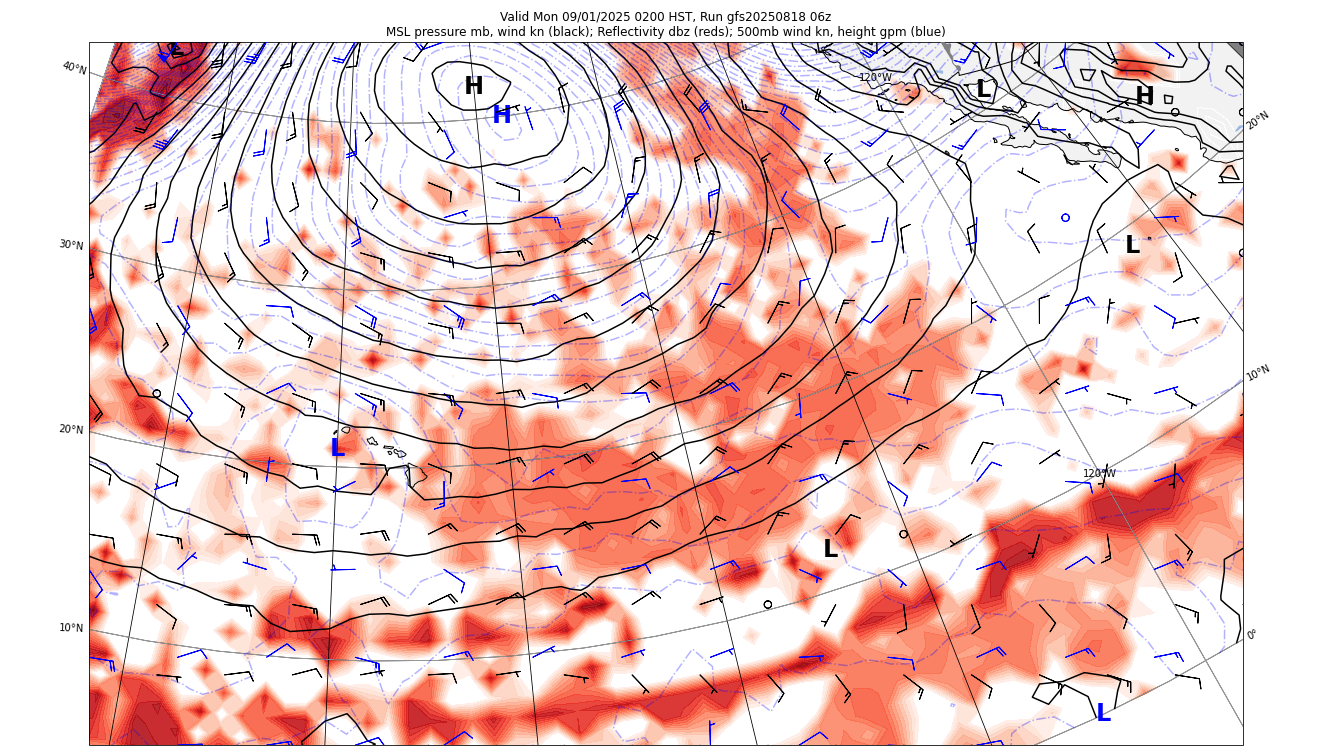 Valid Mon 09/01/2025 0200 HST, Run gfs20250818 06z
MSL pressure mb, wind kn (black); Reflectivity dbz (reds); 500mb wind kn, height gpm (blue)
L
40°N
H
H
120°W
L
H
20°N
30°N
L
10°N
20°N
L
120°W
L
10°N
0°
L